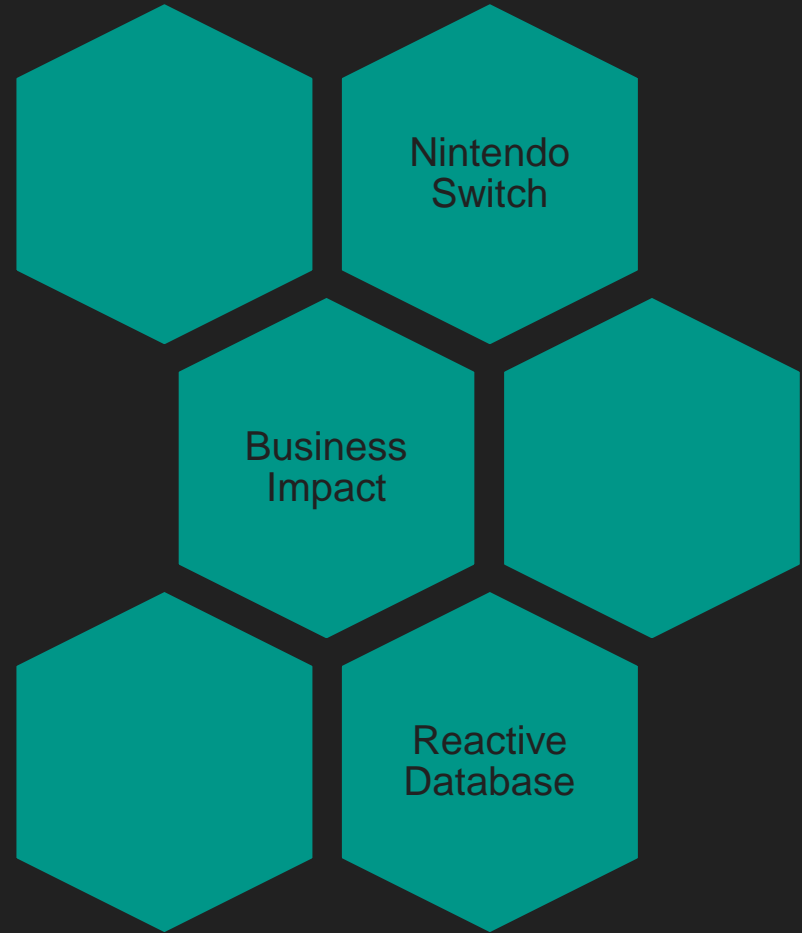 Nintendo
Switch
Business
Impact
Reactive
Database